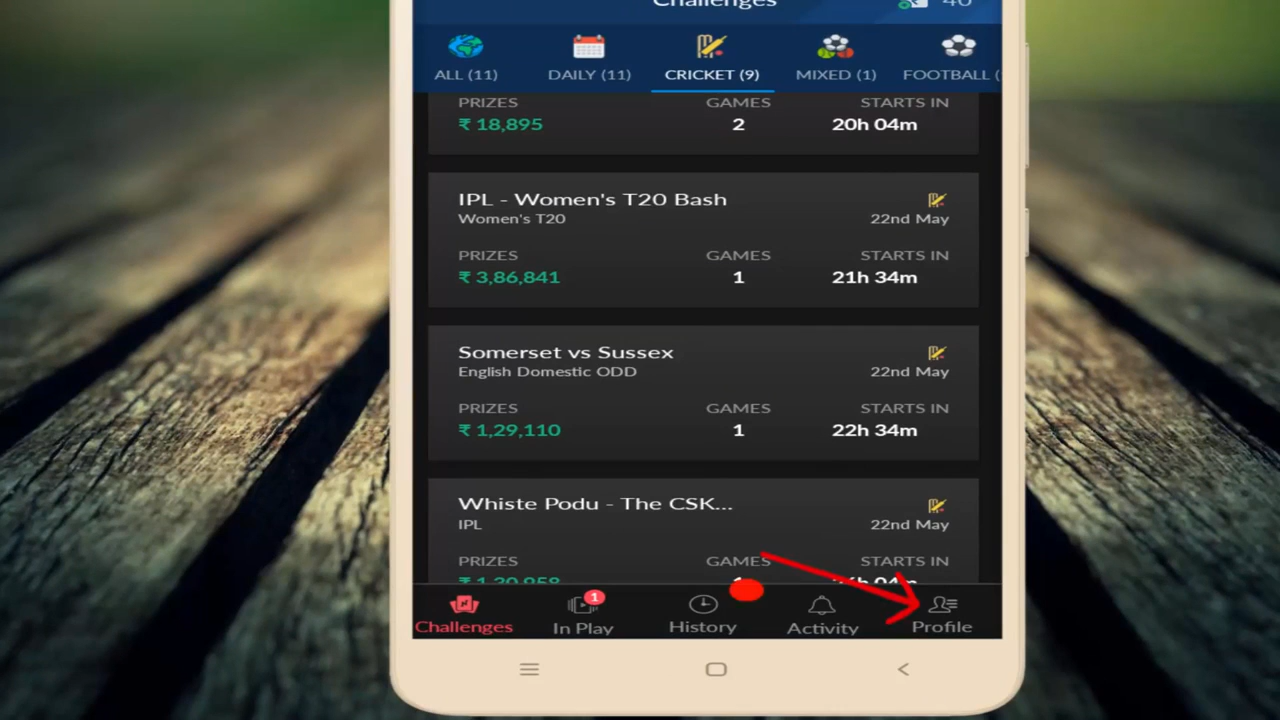 Challenges
ALL (11) DAILY (11) CRICKET (9) MIXED (1) FOOTBALL (
PRIZES GAMES STARTS IN
₹ 18,895 2 20h 04m
IPL - Women's T20 Bash
Women's T20 22nd May
PRIZES GAMES STARTS IN
₹ 3,86,841 1 21h 34m
Somerset vs Sussex
English Domestic ODD 22nd May
PRIZES GAMES STARTS IN
₹ 1,29,110 1 22h 34m
Whiste Podu - The CSK...
IPL 22nd May
PRIZES GAMES STARTS IN
1
Challenges In Play History Activity Profile